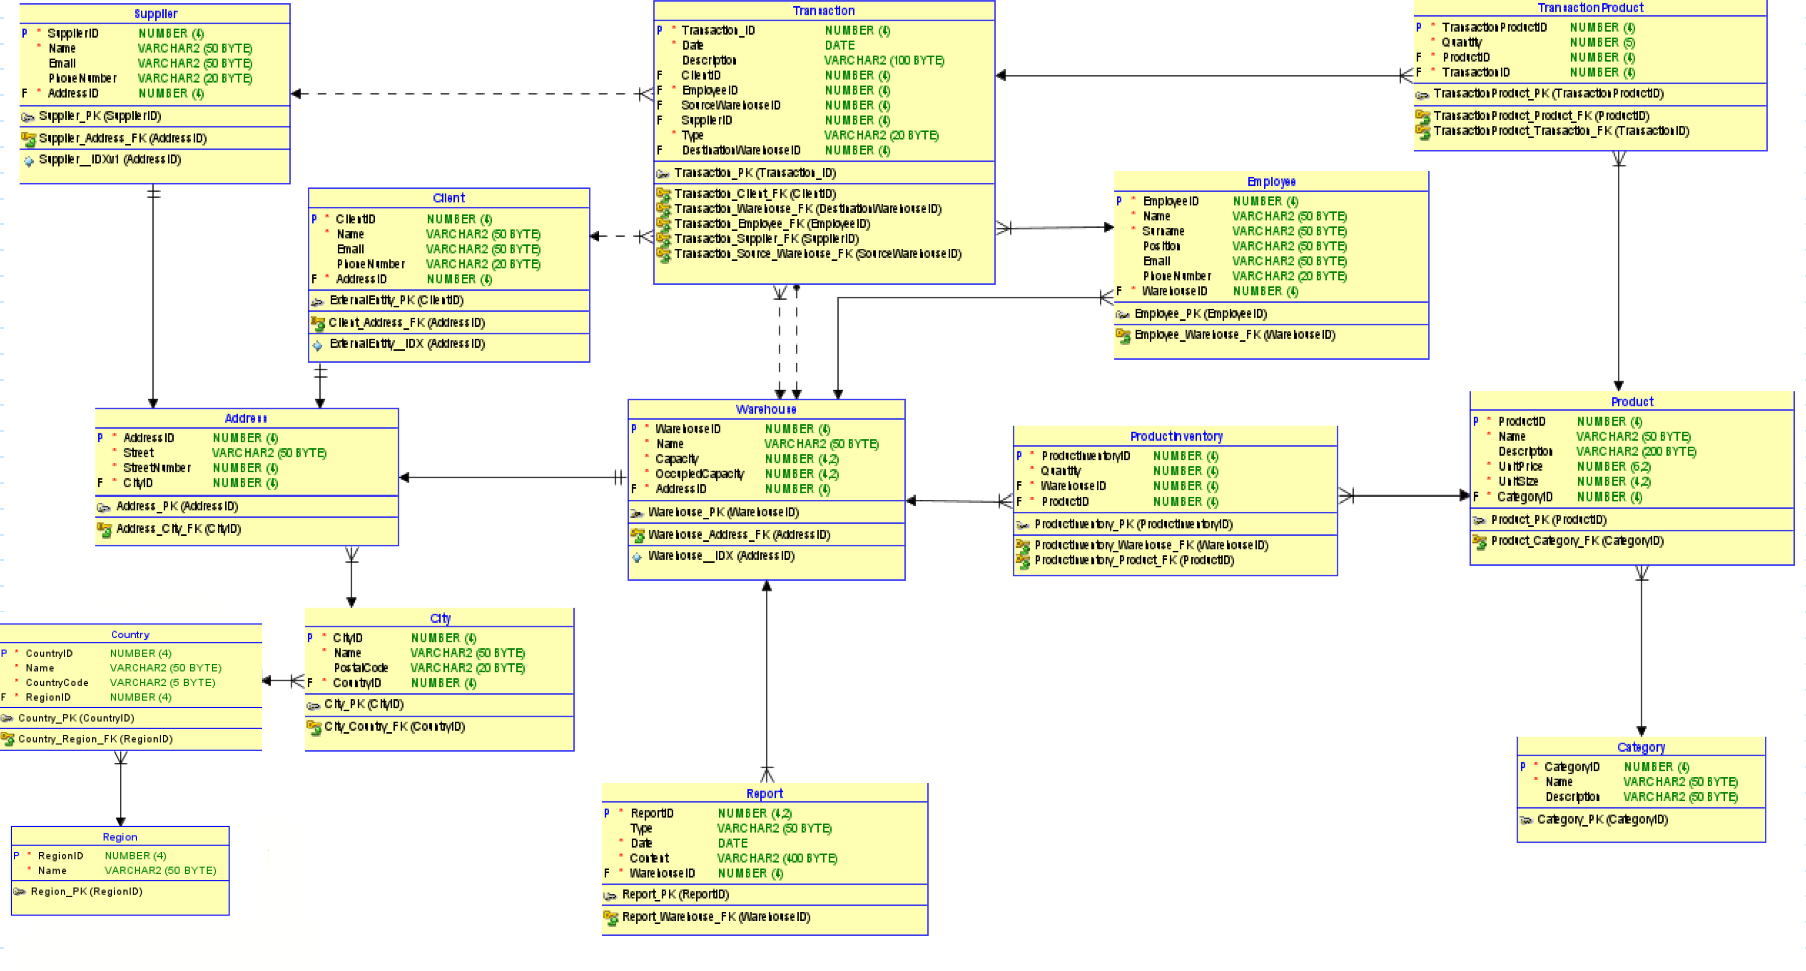 Supplier
P * SupplierID NUMBER (4)
* Name VARCHAR2 (50 BYTE)
Email VARCHAR2 (50 BYTE)
PhoneNumber VARCHAR2 (20 BYTE)
F * AddressID NUMBER (4)
Supplier_PK (SupplierID)
Supplier_Address_FK (AddressID)
Supplier__IDXv1 (AddressID)
Transaction
P * Transaction_ID NUMBER (4)
* Date DATE
Description VARCHAR2 (100 BYTE)
F ClientID NUMBER (4)
F * EmployeeID NUMBER (4)
F SourceWarehouseID NUMBER (4)
F SupplierID NUMBER (4)
* Type VARCHAR2 (20 BYTE)
F DestinationWarehouseID NUMBER (4)
Transaction_PK (Transaction_ID)
Transaction_Client_FK (ClientID)
Transaction_Warehouse_FK (DestinationWarehouseID)
Transaction_Employee_FK (EmployeeID)
Transaction_Supplier_FK (SupplierID)
Transaction_Source_Warehouse_FK (SourceWarehouseID)
TransactionProduct
P * TransactionProductID NUMBER (4)
* Quantity NUMBER (5)
F * ProductID NUMBER (4)
F * TransactionID NUMBER (4)
TransactionProduct_PK (TransactionProductID)
TransactionProduct_Product_FK (ProductID)
TransactionProduct_Transaction_FK (TransactionID)
Client
P * ClientID NUMBER (4)
* Name VARCHAR2 (50 BYTE)
Email VARCHAR2 (50 BYTE)
PhoneNumber VARCHAR2 (20 BYTE)
F * AddressID NUMBER (4)
ExternalEntity_PK (ClientID)
Client_Address_FK (AddressID)
ExternalEntity__IDX (AddressID)
Employee
P * EmployeeID NUMBER (4)
* Name VARCHAR2 (50 BYTE)
* Surname VARCHAR2 (50 BYTE)
Position VARCHAR2 (50 BYTE)
Email VARCHAR2 (50 BYTE)
PhoneNumber VARCHAR2 (20 BYTE)
F * WarehouseID NUMBER (4)
Employee_PK (EmployeeID)
Employee_Warehouse_FK (WarehouseID)
Address
P * AddressID NUMBER (4)
* Street VARCHAR2 (50 BYTE)
* StreetNumber NUMBER (4)
F * CityID NUMBER (4)
Address_PK (AddressID)
Address_City_FK (CityID)
Warehouse
P * WarehouseID NUMBER (4)
* Name VARCHAR2 (50 BYTE)
* Capacity NUMBER (4,2)
* OccupiedCapacity NUMBER (4,2)
F * AddressID NUMBER (4)
Warehouse_PK (WarehouseID)
Warehouse_Address_FK (AddressID)
Warehouse__IDX (AddressID)
ProductInventory
P * ProductInventoryID NUMBER (4)
* Quantity NUMBER (4)
F * WarehouseID NUMBER (4)
F * ProductID NUMBER (4)
ProductInventory_PK (ProductInventoryID)
ProductInventory_Warehouse_FK (WarehouseID)
ProductInventory_Product_FK (ProductID)
Product
P * ProductID NUMBER (4)
* Name VARCHAR2 (50 BYTE)
Description VARCHAR2 (200 BYTE)
* UnitPrice NUMBER (6,2)
* UnitSize NUMBER (4,2)
F * CategoryID NUMBER (4)
Product_PK (ProductID)
Product_Category_FK (CategoryID)
Country
P * CountryID NUMBER (4)
* Name VARCHAR2 (50 BYTE)
* CountryCode VARCHAR2 (5 BYTE)
F * RegionID NUMBER (4)
Country_PK (CountryID)
Country_Region_FK (RegionID)
City
P * CityID NUMBER (4)
* Name VARCHAR2 (50 BYTE)
PostalCode VARCHAR2 (20 BYTE)
F * CountryID NUMBER (4)
City_PK (CityID)
City_Country_FK (CountryID)
Region
P * RegionID NUMBER (4)
* Name VARCHAR2 (50 BYTE)
Region_PK (RegionID)
Report
P * ReportID NUMBER (4,2)
Type VARCHAR2 (50 BYTE)
* Date DATE
* Content VARCHAR2 (400 BYTE)
F * WarehouseID NUMBER (4)
Report_PK (ReportID)
Report_Warehouse_FK (WarehouseID)
Category
P * CategoryID NUMBER (4)
* Name VARCHAR2 (50 BYTE)
Description VARCHAR2 (50 BYTE)
Category_PK (CategoryID)